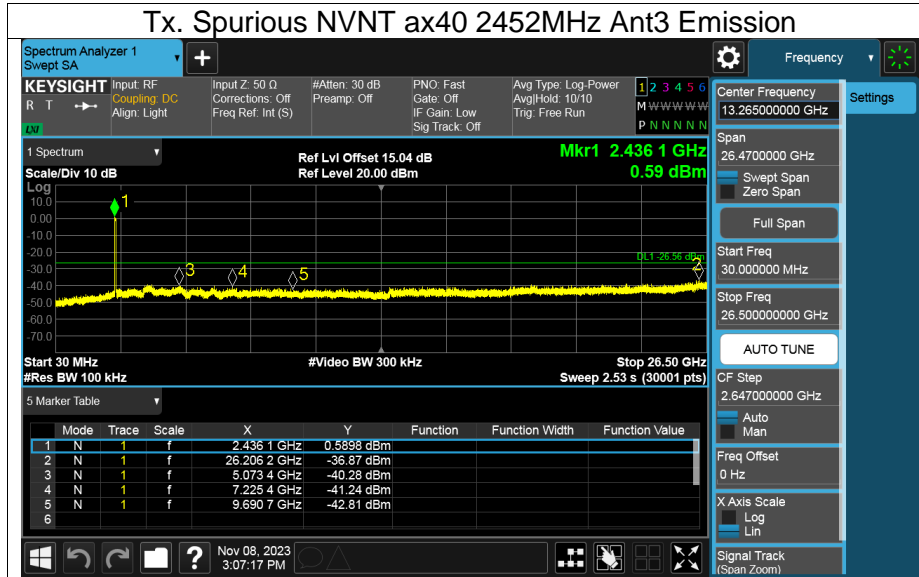 Tx. Spurious NVNT ax40 2452MHz Ant3 Emission
Spectrum Analyzer 1
Swept SA
+
Frequency
KEYSIGHT
R T
LXI
Input: RF
Coupling: DC
Align: Light
Input Z: 50 Ω
Corrections: Off
Freq Ref: Int (S)
#Atten: 30 dB
Preamp: Off
PNO: Fast
Gate: Off
IF Gain: Low
Sig Track: Off
Avg Type: Log-Power
Avg|Hold: 10/10
Trig: Free Run
1 2 3 4 5 6
M W W W W W
P N N N N N
Center Frequency
13.265000000 GHz
Settings
Span
26.4700000 GHz
Swept Span
Zero Span
Full Span
Start Freq
30.000000 MHz
Stop Freq
26.500000000 GHz
AUTO TUNE
CF Step
2.647000000 GHz
Auto
Man
Freq Offset
0 Hz
X Axis Scale
Log
Lin
Signal Track
(Span Zoom)
1 Spectrum
Scale/Div 10 dB
Ref Lvl Offset 15.04 dB
Ref Level 20.00 dBm
Mkr1 2.436 1 GHz
0.59 dBm
Log
10.0
0.00
-10.0
-20.0
-30.0
-40.0
-50.0
-60.0
-70.0
1
3
4
5
2
DL1 -26.56 dBm
Start 30 MHz
#Video BW 300 kHz
Stop 26.50 GHz
#Res BW 100 kHz
Sweep 2.53 s (30001 pts)
5 Marker Table
Mode Trace Scale X Y Function Function Width Function Value
1 N 1 f 2.436 1 GHz 0.5898 dBm
2 N 1 f 26.206 2 GHz -36.87 dBm
3 N 1 f 5.073 4 GHz -40.28 dBm
4 N 1 f 7.225 4 GHz -41.24 dBm
5 N 1 f 9.690 7 GHz -42.81 dBm
6
?
Nov 08, 2023
3:07:17 PM